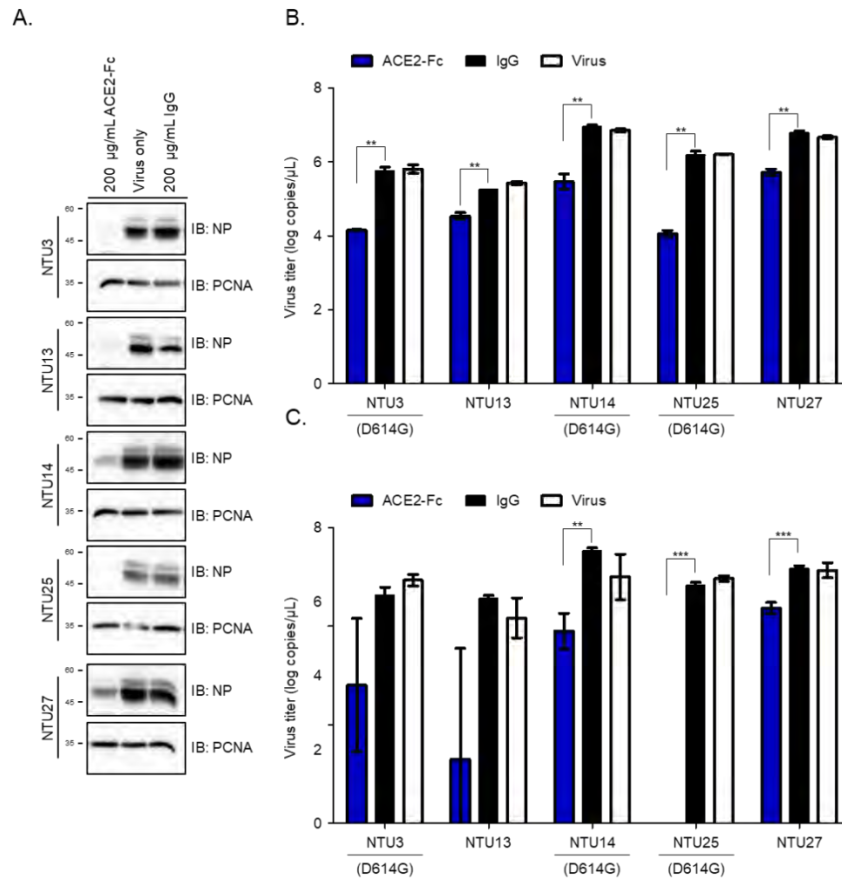 A.
200 µg/mL ACE2-Fc
Virus only
200 µg/mL IgG
NTU3
60
45
IB: NP
35
IB: PCNA
NTU13
60
45
IB: NP
35
IB: PCNA
NTU14
60
45
IB: NP
35
IB: PCNA
NTU25
60
45
IB: NP
35
IB: PCNA
NTU27
60
45
IB: NP
35
IB: PCNA
B.
ACE2-Fc IgG Virus
Virus titer (log copies/µL)
8
6
4
2
0
** ** ** ** **
NTU3 NTU13 NTU14 NTU25 NTU27
(D614G) (D614G) (D614G)
C.
ACE2-Fc IgG Virus
Virus titer (log copies/µL)
8
6
4
2
0
** *** ***
NTU3 NTU13 NTU14 NTU25 NTU27
(D614G) (D614G) (D614G)